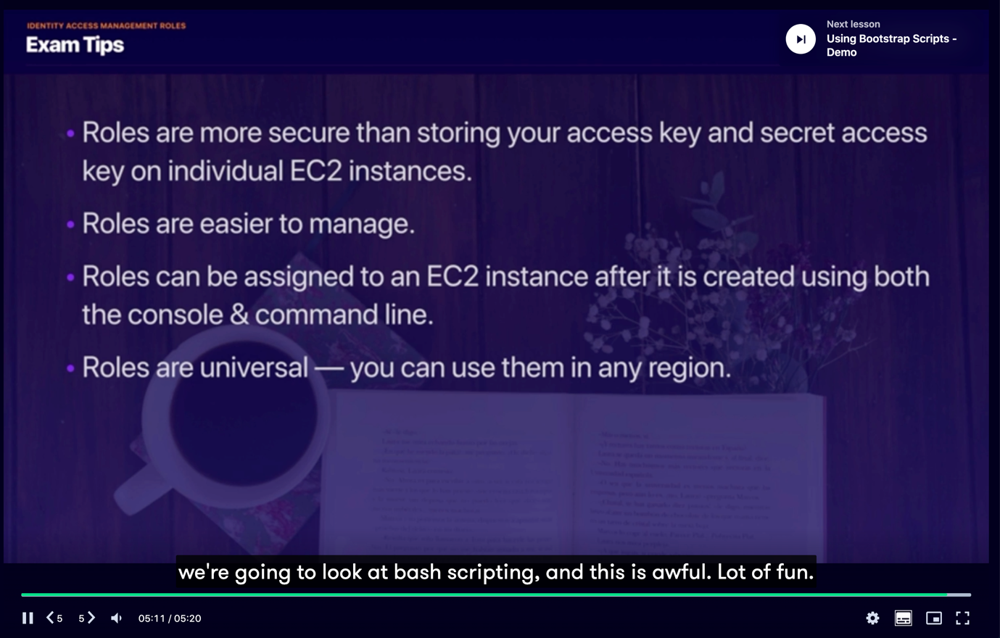 IDENTITY ACCESS MANAGEMENT ROLES
Exam Tips
Next lesson
Using Bootstrap Scripts -
Demo
• Roles are more secure than storing your access key and secret access
key on individual EC2 instances.
• Roles are easier to manage.
• Roles can be assigned to an EC2 instance after it is created using both
the console & command line.
• Roles are universal — you can use them in any region.
we're going to look at bash scripting, and this is awful. Lot of fun.
5 5 05:11 / 05:20